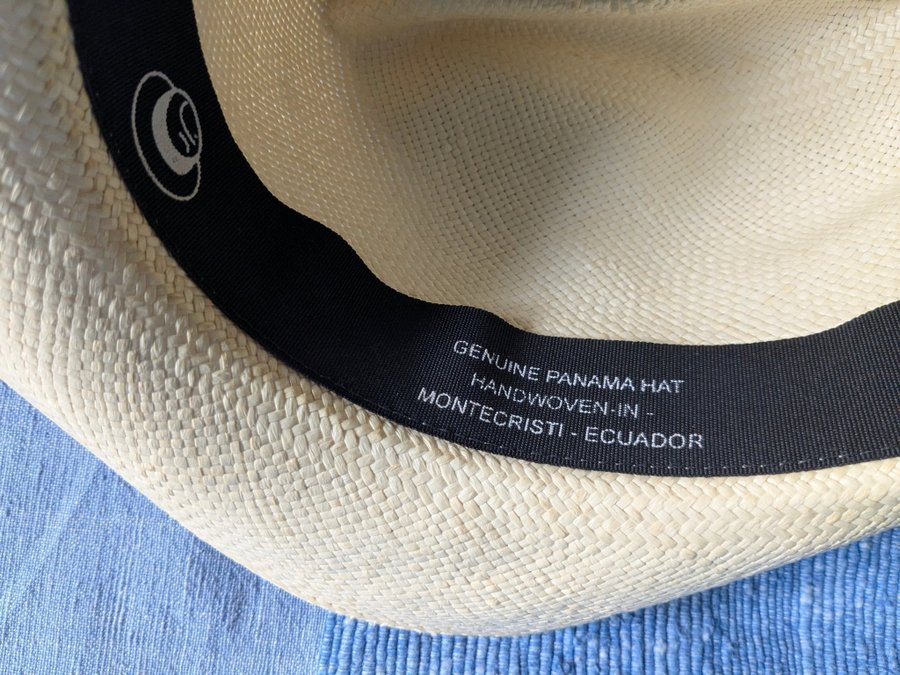 GENUINE PANAMA HAT
HANDWOVEN-IN -
MONTECRISTI - ECUADOR